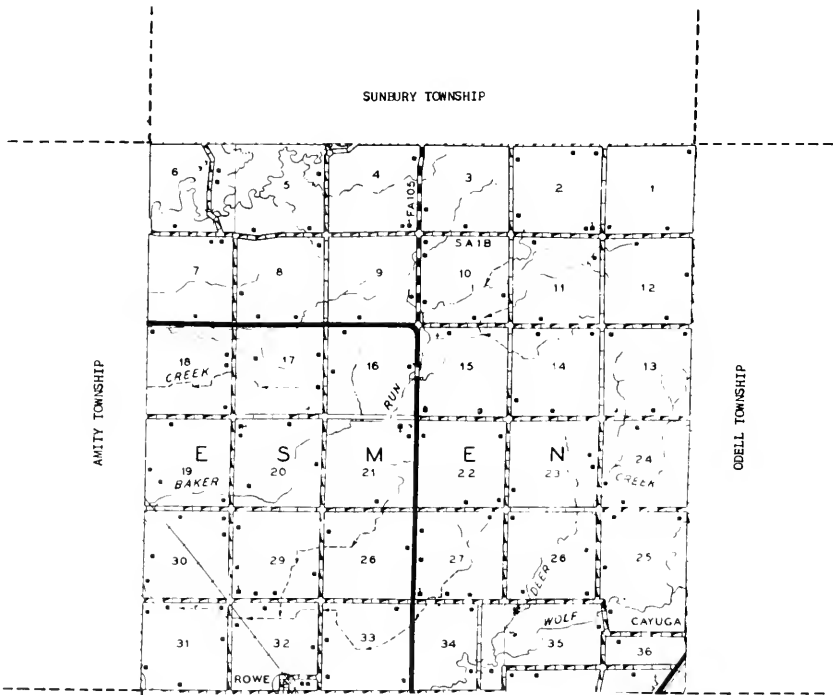 SUNBURY TOWNSHIP
6 5 4 3 2 1
FA105
SA1B
7 8 9 10 11 12
18 17 16 15 14 13
CREEK
RUN
AMITY TOWNSHIP
ODELL TOWNSHIP
E S M E N
19 20 21 22 23 24
BAKER
CREEK
30 29 28 27 26 25
DEER
WOLF
CAYUGA
31 32 33 34 35 36
ROWE